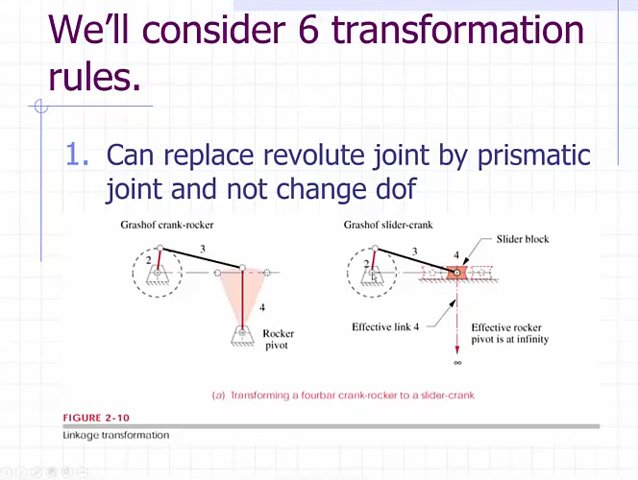 We'll consider 6 transformation
rules.
1. Can replace revolute joint by prismatic
joint and not change dof
Grashof crank-rocker
Grashof slider-crank
Slider block
2
3
4
Rocker
pivot
2
3
4
Effective link 4
Effective rocker
pivot is at infinity
∞
(a) Transforming a fourbar crank-rocker to a slider-crank
FIGURE 2-10
Linkage transformation